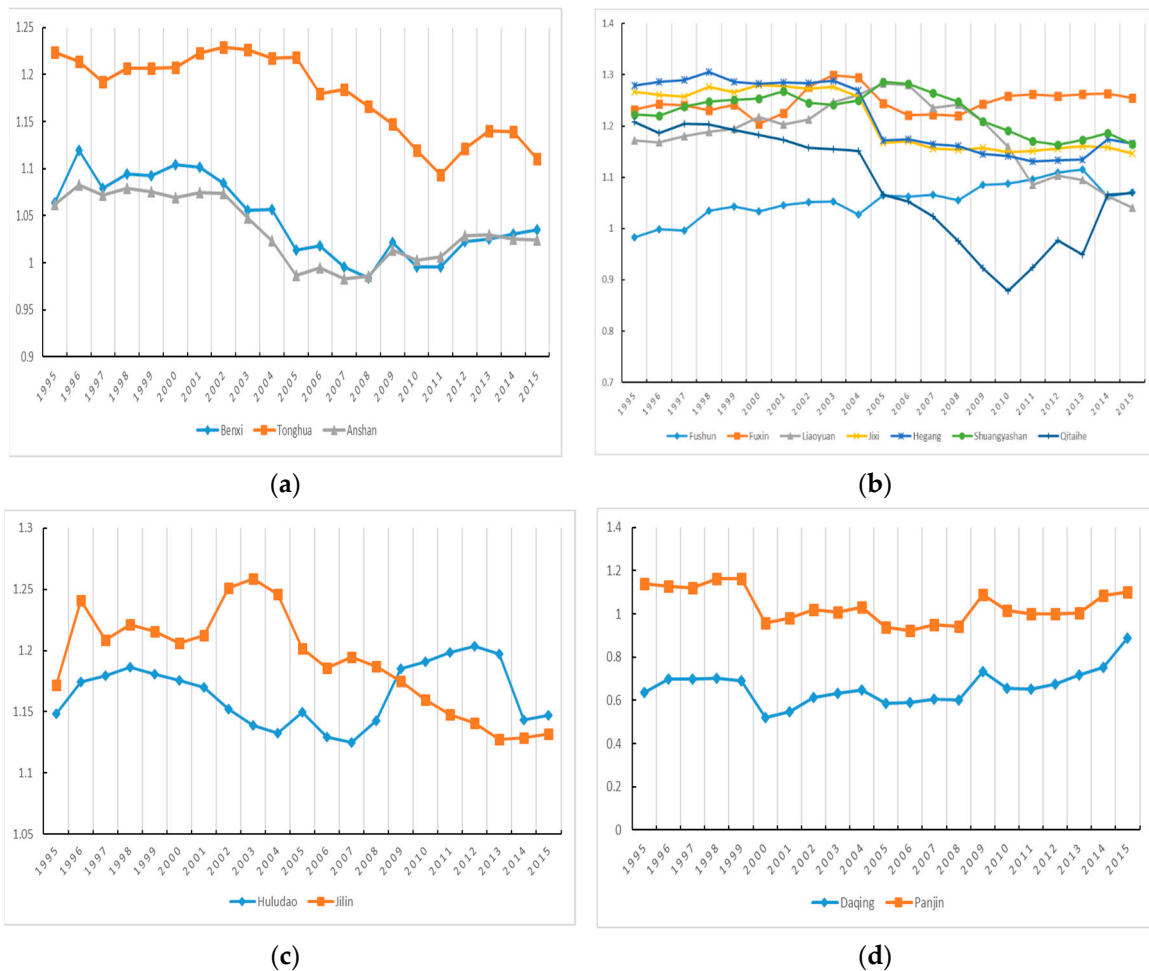 1.25
1.2
1.15
1.1
1.05
1
0.95
0.9
1995 1996 1997 1998 1999 2000 2001 2002 2003 2004 2005 2006 2007 2008 2009 2010 2011 2012 2013 2014 2015
Benxi Tonghua Anshan
(a)
1.4
1.3
1.2
1.1
1
0.9
0.8
0.7
1995 1996 1997 1998 1999 2000 2001 2002 2003 2004 2005 2006 2007 2008 2009 2010 2011 2012 2013 2014 2015
Fushun Fuxin Liaoyuan Jixi Hegang Shuangyashan Qitaihe
(b)
1.3
1.25
1.2
1.15
1.1
1.05
1995 1996 1997 1998 1999 2000 2001 2002 2003 2004 2005 2006 2007 2008 2009 2010 2011 2012 2013 2014 2015
Huludao Jilin
(c)
1.4
1.2
1
0.8
0.6
0.4
0.2
0
1995 1996 1997 1998 1999 2000 2001 2002 2003 2004 2005 2006 2007 2008 2009 2010 2011 2012 2013 2014 2015
Daqing Panjin
(d)